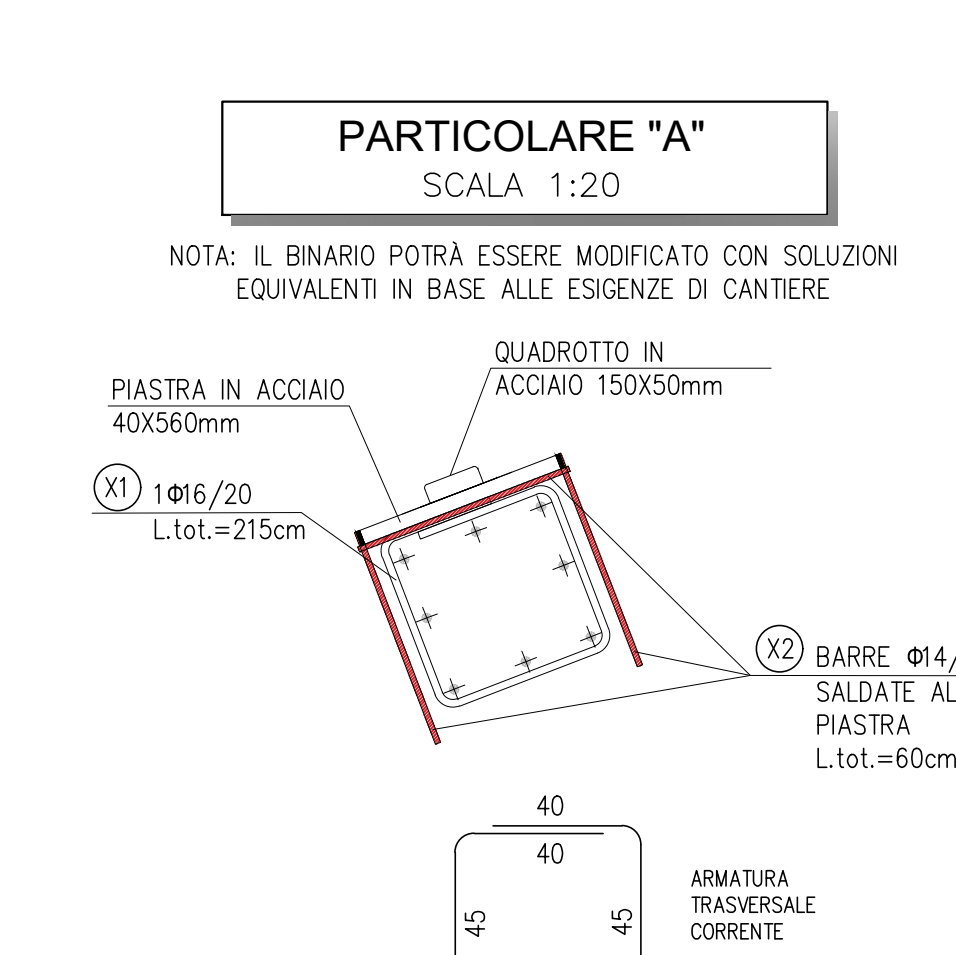 PARTICOLARE "A"
SCALA 1:20
NOTA: IL BINARIO POTRÀ ESSERE MODIFICATO CON SOLUZIONI
EQUIVALENTI IN BASE ALLE ESIGENZE DI CANTIERE
QUADROTTO IN
ACCIAIO 150X50mm
PIASTRA IN ACCIAIO
40X560mm
X1 1Φ16/20
L.tot.=215cm
X2 BARRE Φ14/
SALDATE AL
PIASTRA
L.tot.=60cm
40
40
45 45
ARMATURA
TRASVERSALE
CORRENTE